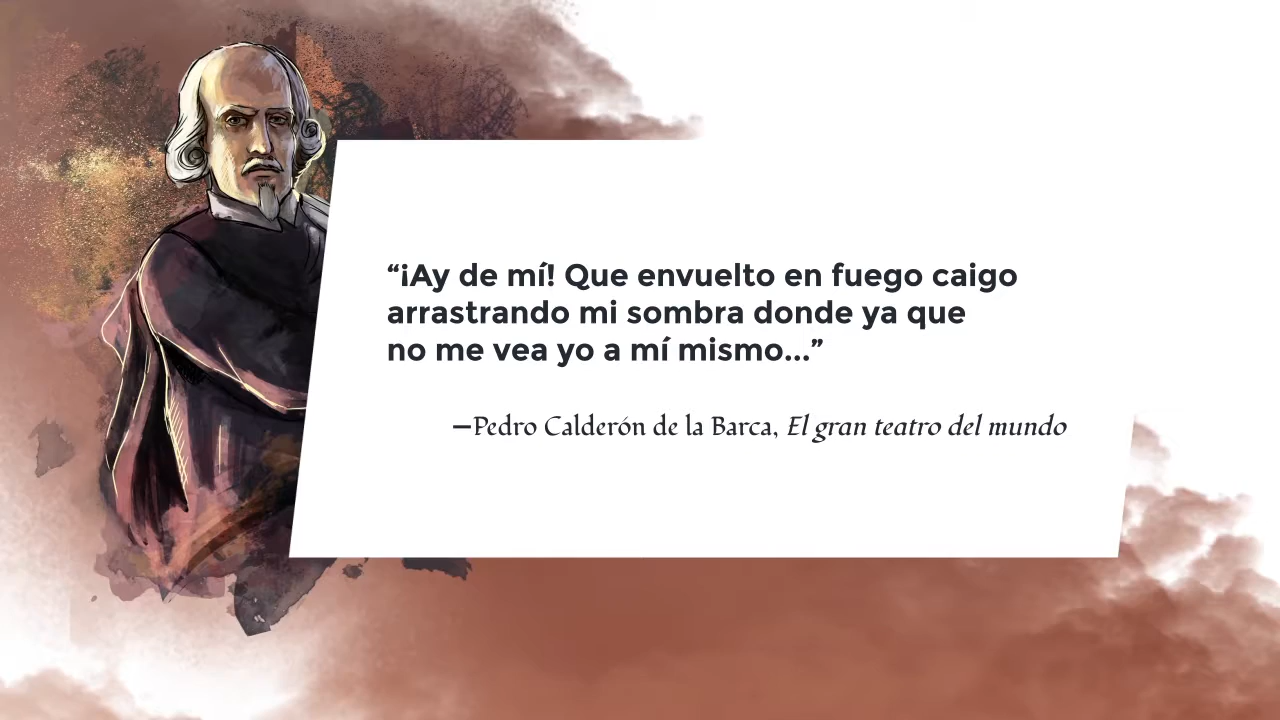 “¡Ay de mí! Que envuelto en fuego caigo
arrastrando mi sombra donde ya que
no me vea yo a mí mismo...”
—Pedro Calderón de la Barca, El gran teatro del mundo